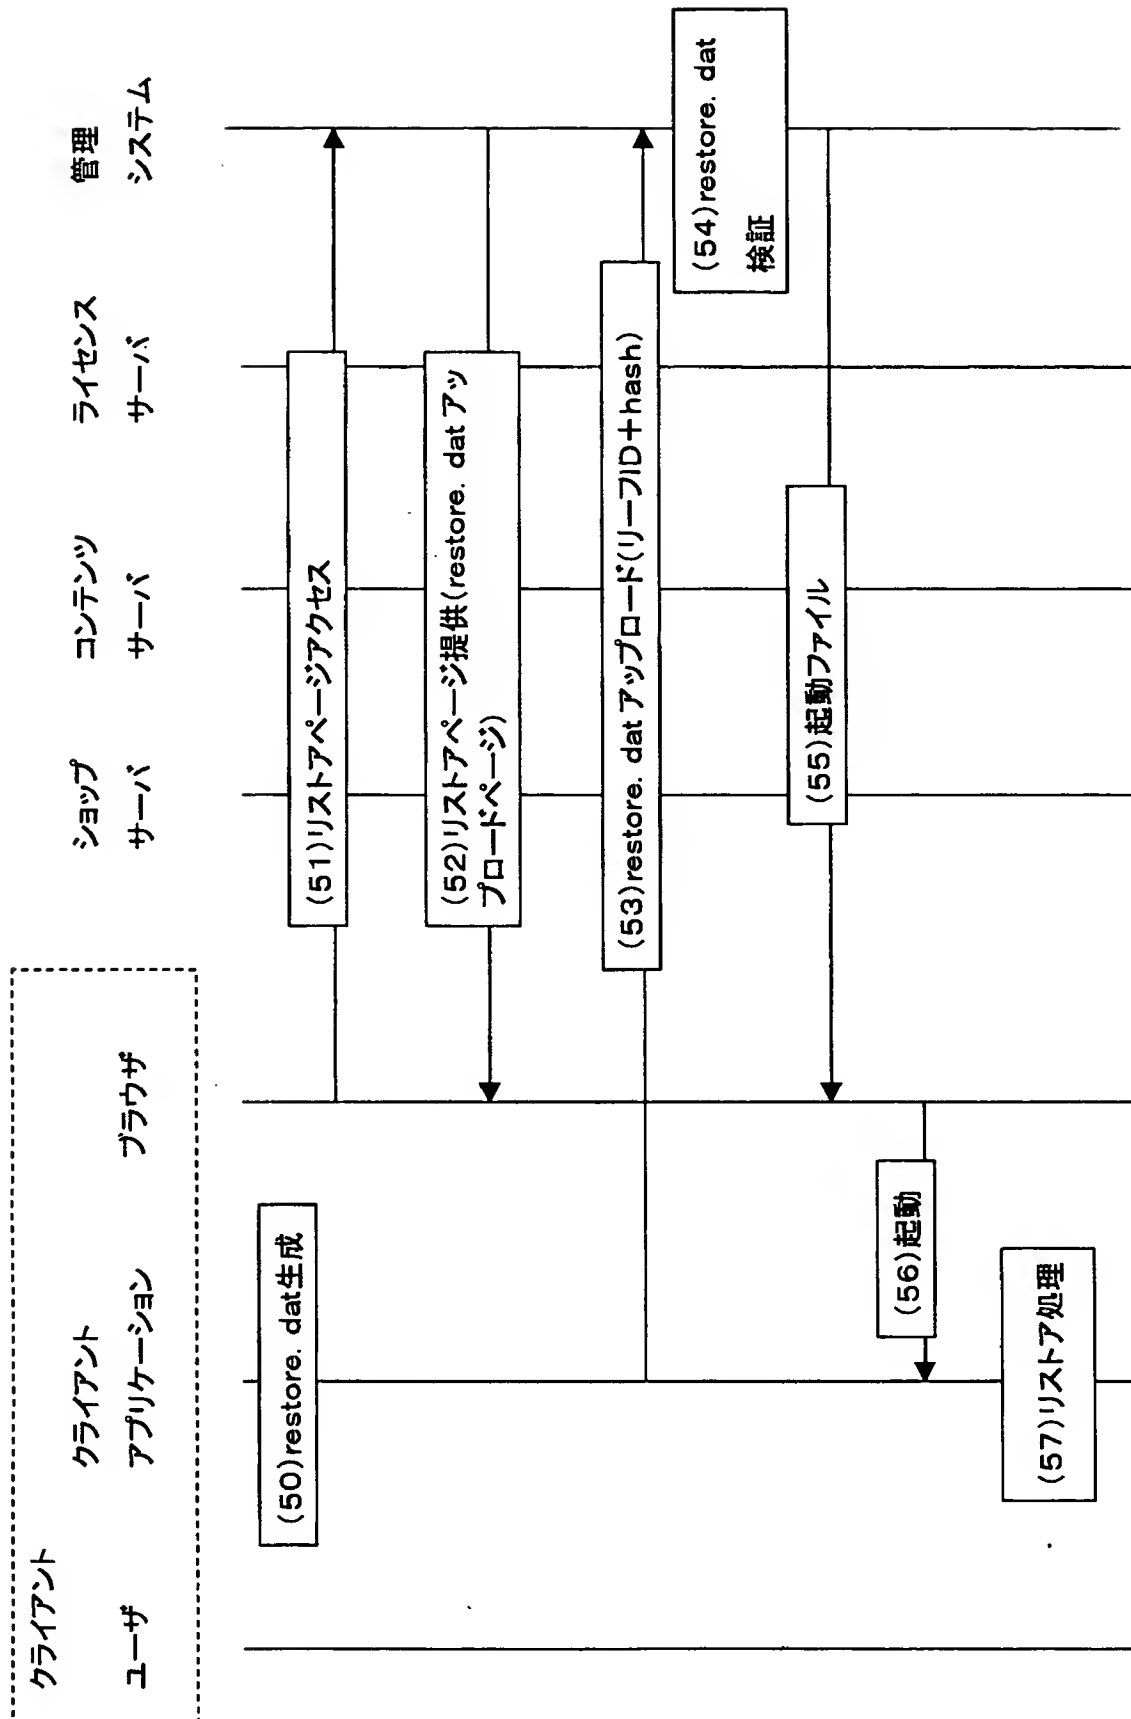 クライアント
ユーザ
クライアント
アプリケーション
ブラウザ
ショップ
サーバ
コンテンツ
サーバ
ライセンス
サーバ
管理
システム
(50)restore. dat生成
(51)リストアページアクセス
(52)リストアページ提供(restore. dat アッ
プロードページ)
(53)restore. dat アップロード(リーフID+hash)
(54)restore. dat
検証
(55)起動ファイル
(56)起動
(57)リストア処理